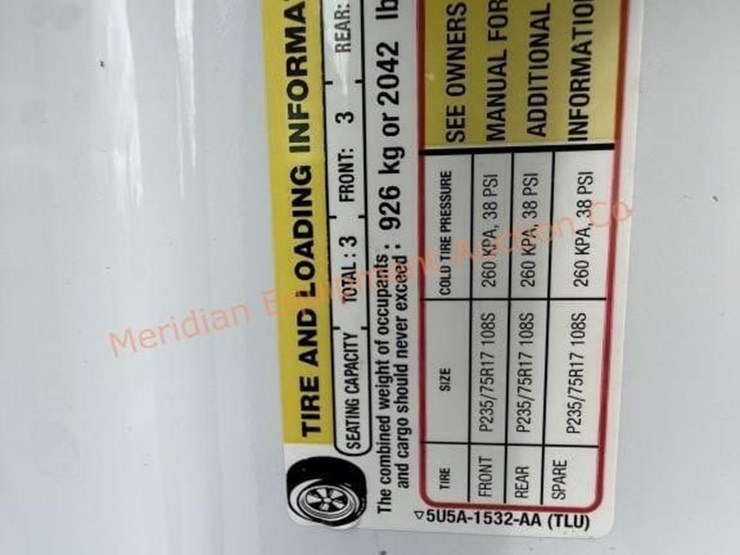 TIRE AND LOADING INFORMA
SEATING CAPACITY TOTAL : 3 FRONT: 3 REAR:
The combined weight of occupants
and cargo should never exceed : 926 kg or 2042 lb
TIRE SIZE COLD TIRE PRESSURE
FRONT P235/75R17 108S 260 KPA, 38 PSI
REAR P235/75R17 108S 260 KPA, 38 PSI
SPARE P235/75R17 108S 260 KPA, 38 PSI
SEE OWNERS
MANUAL FOR
ADDITIONAL
INFORMATIO
▽5U5A-1532-AA (TLU)
Meridian Equipment Auction Co